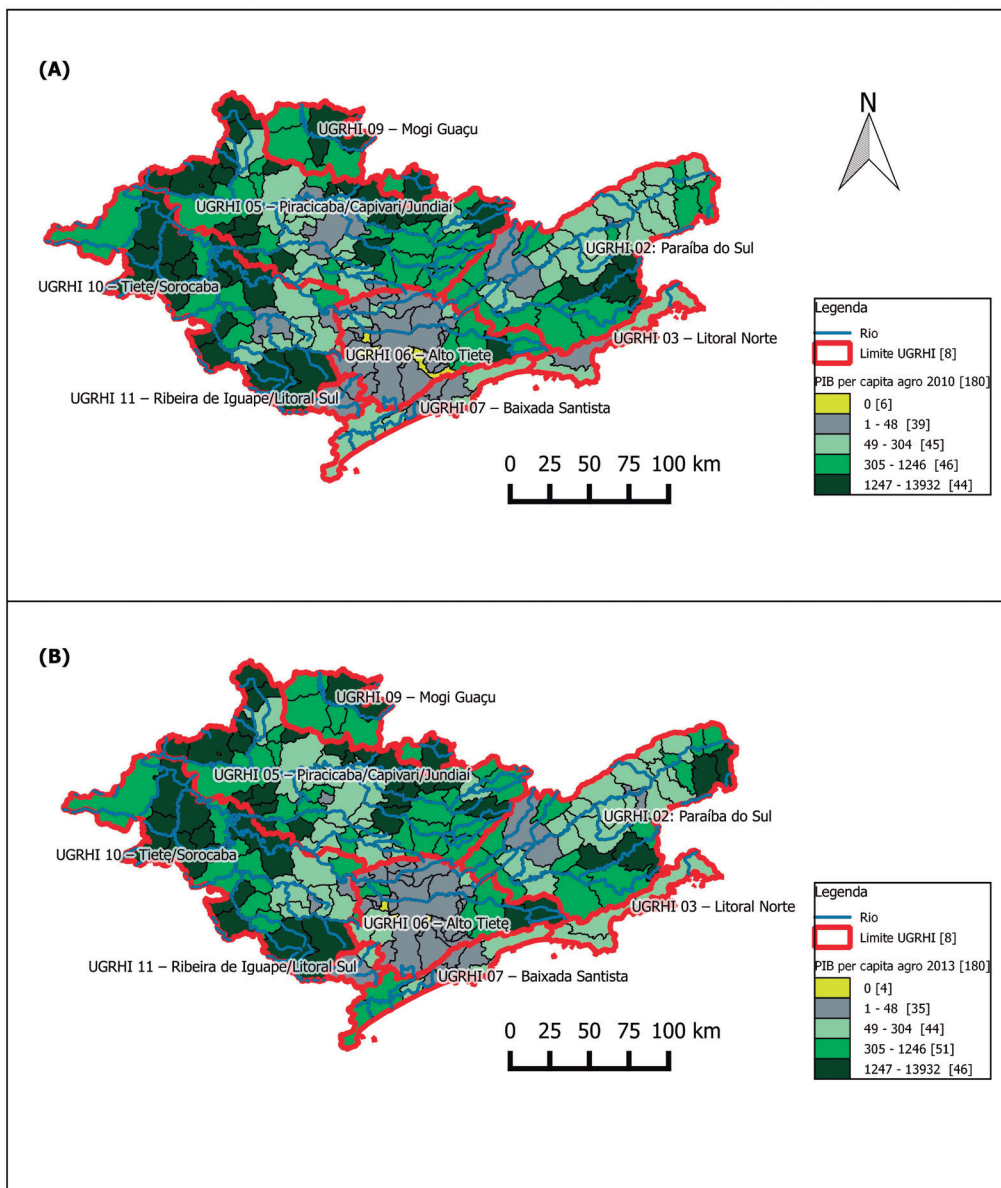 (A)
N
UGRHI 09 – Mogi Guaçu
UGRHI 05 – Piracicaba/Capivari/Jundiaí
UGRHI 02: Paraíba do Sul
UGRHI 10 – Tietę/Sorocaba
UGRHI 03 – Litoral Norte
UGRHI 06 – Alto Tietę
UGRHI 11 – Ribeira de Iguape/Litoral Sul
UGRHI 07 – Baixada Santista
0 25 50 75 100 km
Legenda
Rio
Limite UGRHI [8]
PIB per capita agro 2010 [180]
0 [6]
1 - 48 [39]
49 - 304 [45]
305 - 1246 [46]
1247 - 13932 [44]
(B)
UGRHI 09 – Mogi Guaçu
UGRHI 05 – Piracicaba/Capivari/Jundiaí
UGRHI 02: Paraíba do Sul
UGRHI 10 – Tietę/Sorocaba
UGRHI 03 – Litoral Norte
UGRHI 06 – Alto Tietę
UGRHI 11 – Ribeira de Iguape/Litoral Sul
UGRHI 07 – Baixada Santista
0 25 50 75 100 km
Legenda
Rio
Limite UGRHI [8]
PIB per capita agro 2013 [180]
0 [4]
1 - 48 [35]
49 - 304 [44]
305 - 1246 [51]
1247 - 13932 [46]